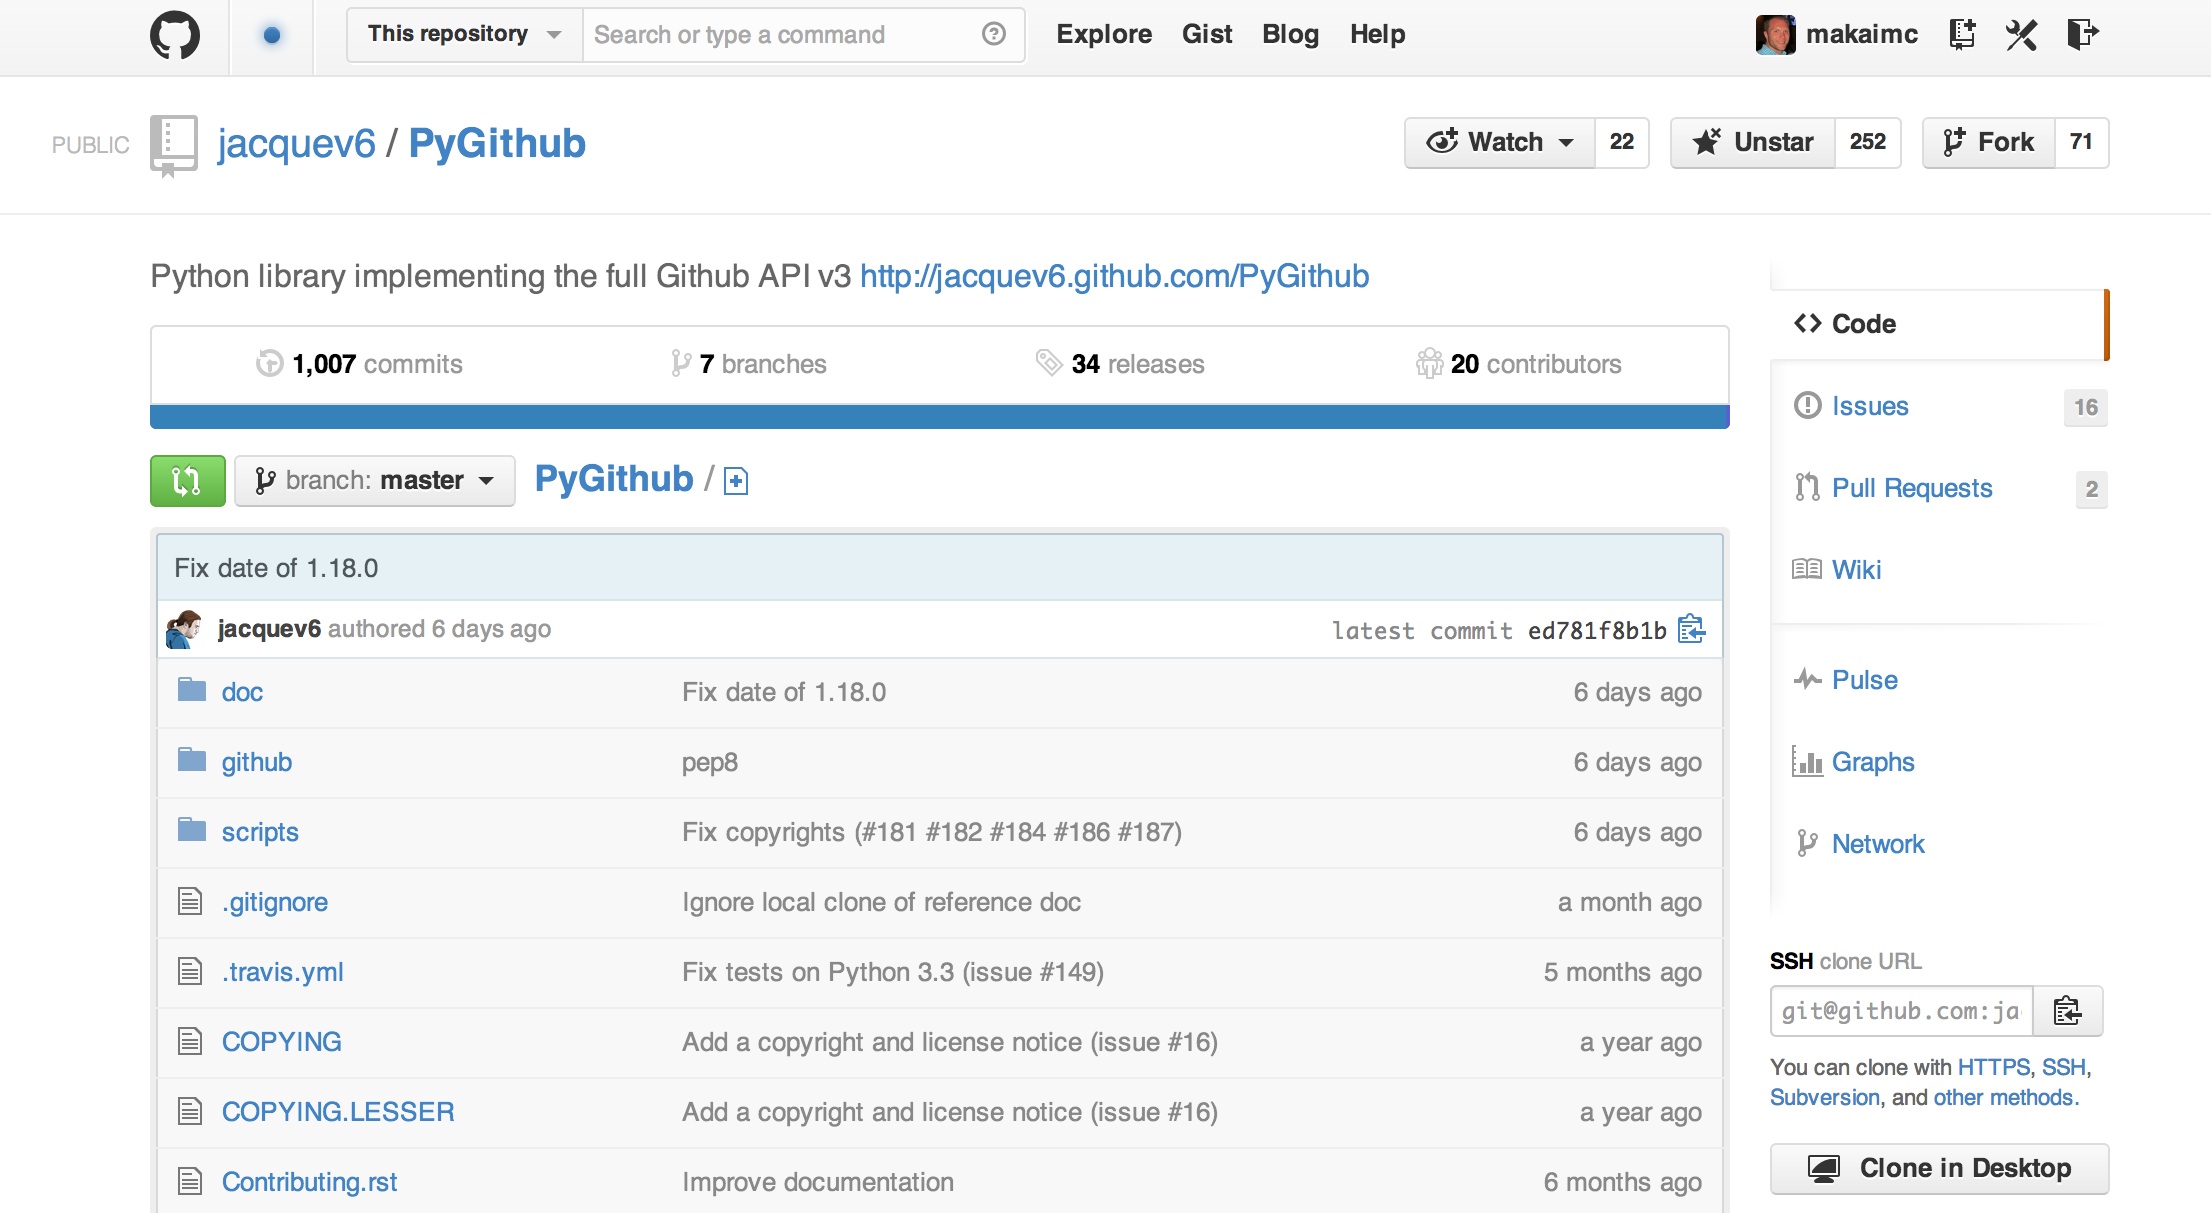 This repository Search or type a command Explore Gist Blog Help makaimc
PUBLIC jacquev6 / PyGithub Watch 22 Unstar 252 Fork 71
Python library implementing the full Github API v3 http://jacquev6.github.com/PyGithub
1,007 commits 7 branches 34 releases 20 contributors
branch: master PyGithub /
Fix date of 1.18.0
jacquev6 authored 6 days ago latest commit ed781f8b1b
doc Fix date of 1.18.0 6 days ago
github pep8 6 days ago
scripts Fix copyrights (#181 #182 #184 #186 #187) 6 days ago
.gitignore Ignore local clone of reference doc a month ago
.travis.yml Fix tests on Python 3.3 (issue #149) 5 months ago
COPYING Add a copyright and license notice (issue #16) a year ago
COPYING.LESSER Add a copyright and license notice (issue #16) a year ago
Contributing.rst Improve documentation 6 months ago
Code
Issues 16
Pull Requests 2
Wiki
Pulse
Graphs
Network
SSH clone URL
git@github.com:ja
You can clone with HTTPS, SSH,
Subversion, and other methods.
Clone in Desktop